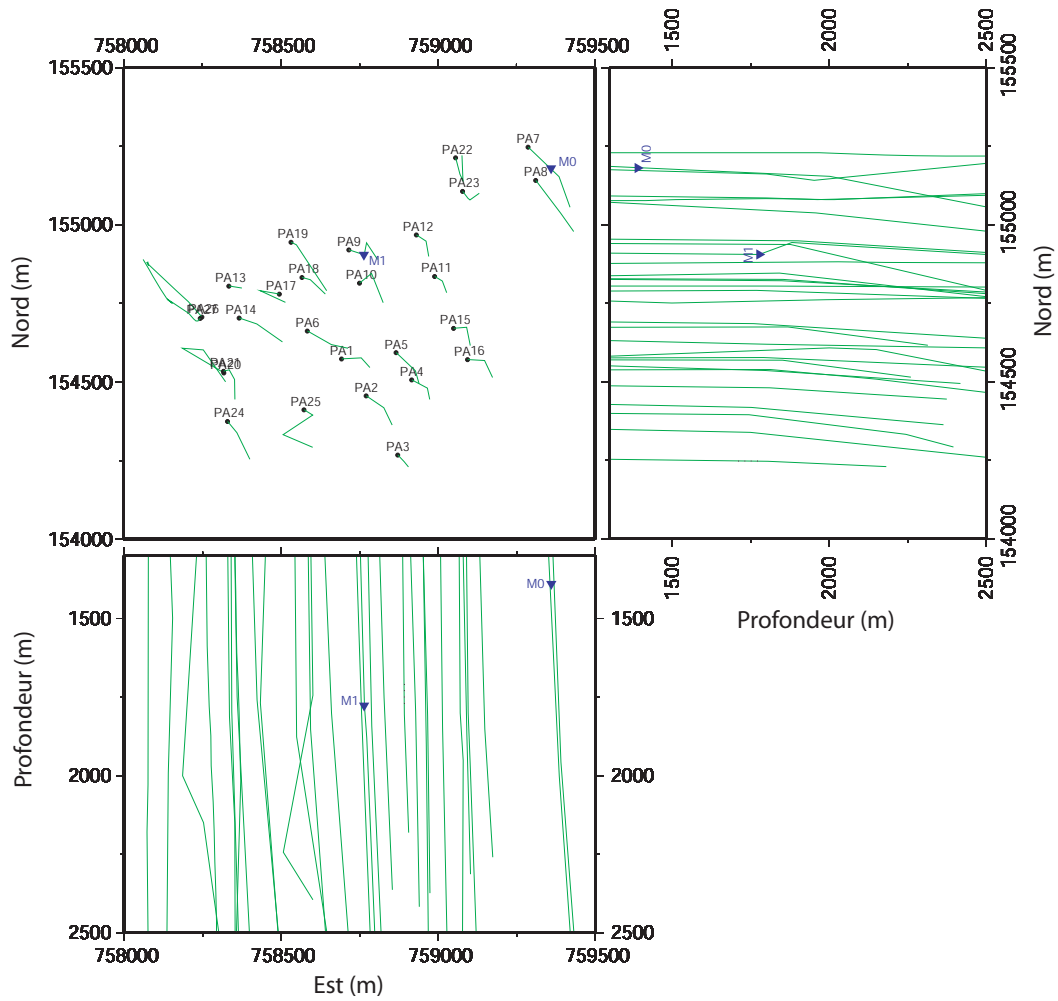 758000 758500 759000 759500
1500 2000 2500
155500
155500
PA7
PA22
M0
M0
PA8
PA23
155000
155000
PA12
PA19
PA9
M1
M1
PA18
PA11
PA10
PA13
PA17
PA26
PA14
PA15
PA6
PA5
PA1
PA16
PA21
PA20
PA4
154500
154500
PA2
PA25
PA24
PA3
154000
154000
Nord (m)
Nord (m)
1500 2000 2500
Profondeur (m)
M0
1500
1500
M1
Profondeur (m)
2000
2000
2500
2500
758000 758500 759000 759500
Est (m)